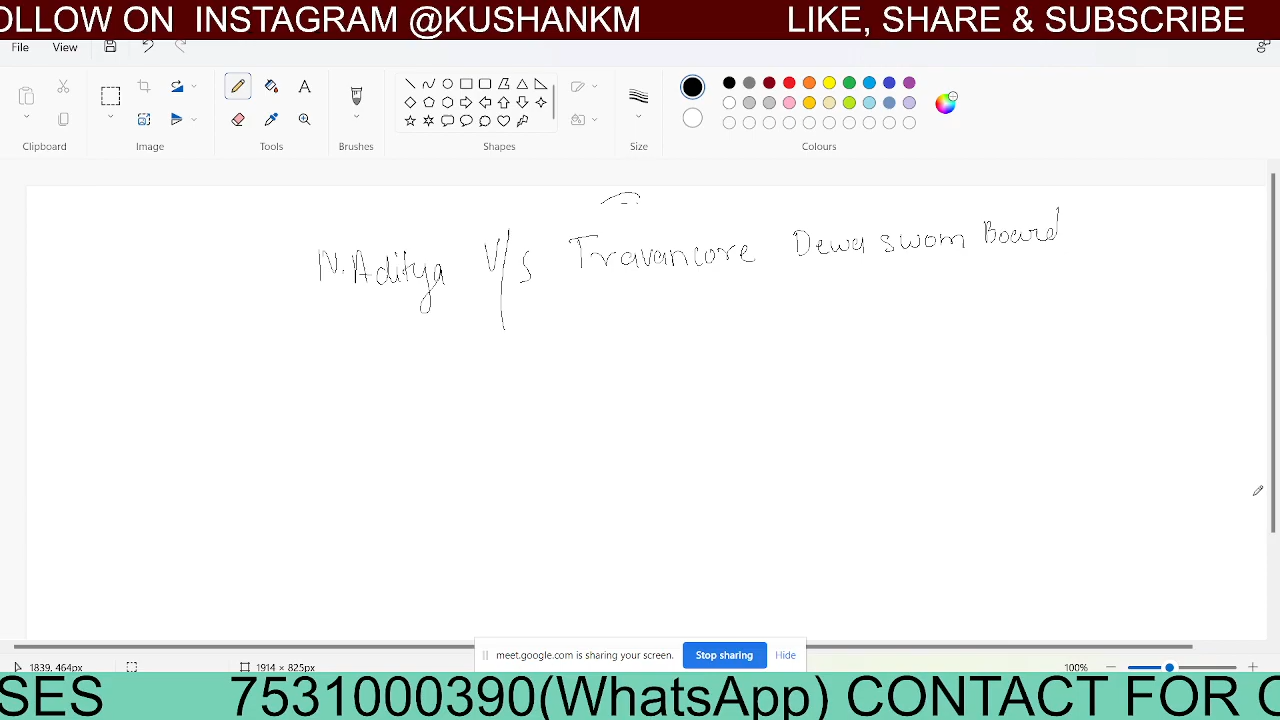 OLLOW ON INSTAGRAM @KUSHANKM LIKE, SHARE & SUBSCRIBE
File View
Clipboard Image Tools Brushes Shapes Size Colours
N. Aditya V/s Travancore Dewa swom Board
meet.google.com is sharing your screen. Stop sharing Hide
1839, 464px 1914 × 825px 100%
SES 7531000390(WhatsApp) CONTACT FOR C